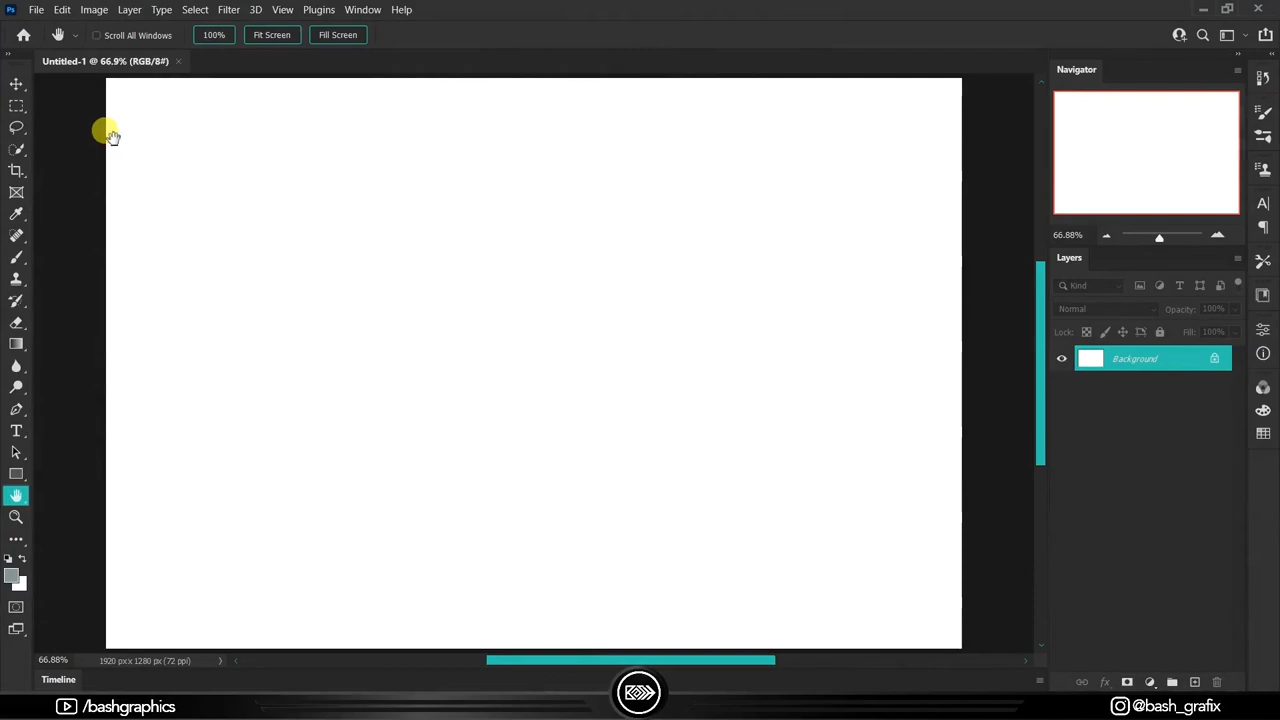 Ps File Edit Image Layer Type Select Filter 3D View Plugins Window Help
Scroll All Windows 100% Fit Screen Fill Screen
Untitled-1 @ 66.9% (RGB/8#)
Navigator
66.88%
Layers
Kind
Normal Opacity: 100%
Lock: Fill: 100%
Background
66.88% 1920 px x 1280 px (72 ppi)
Timeline
/bashgraphics
@bash_grafix